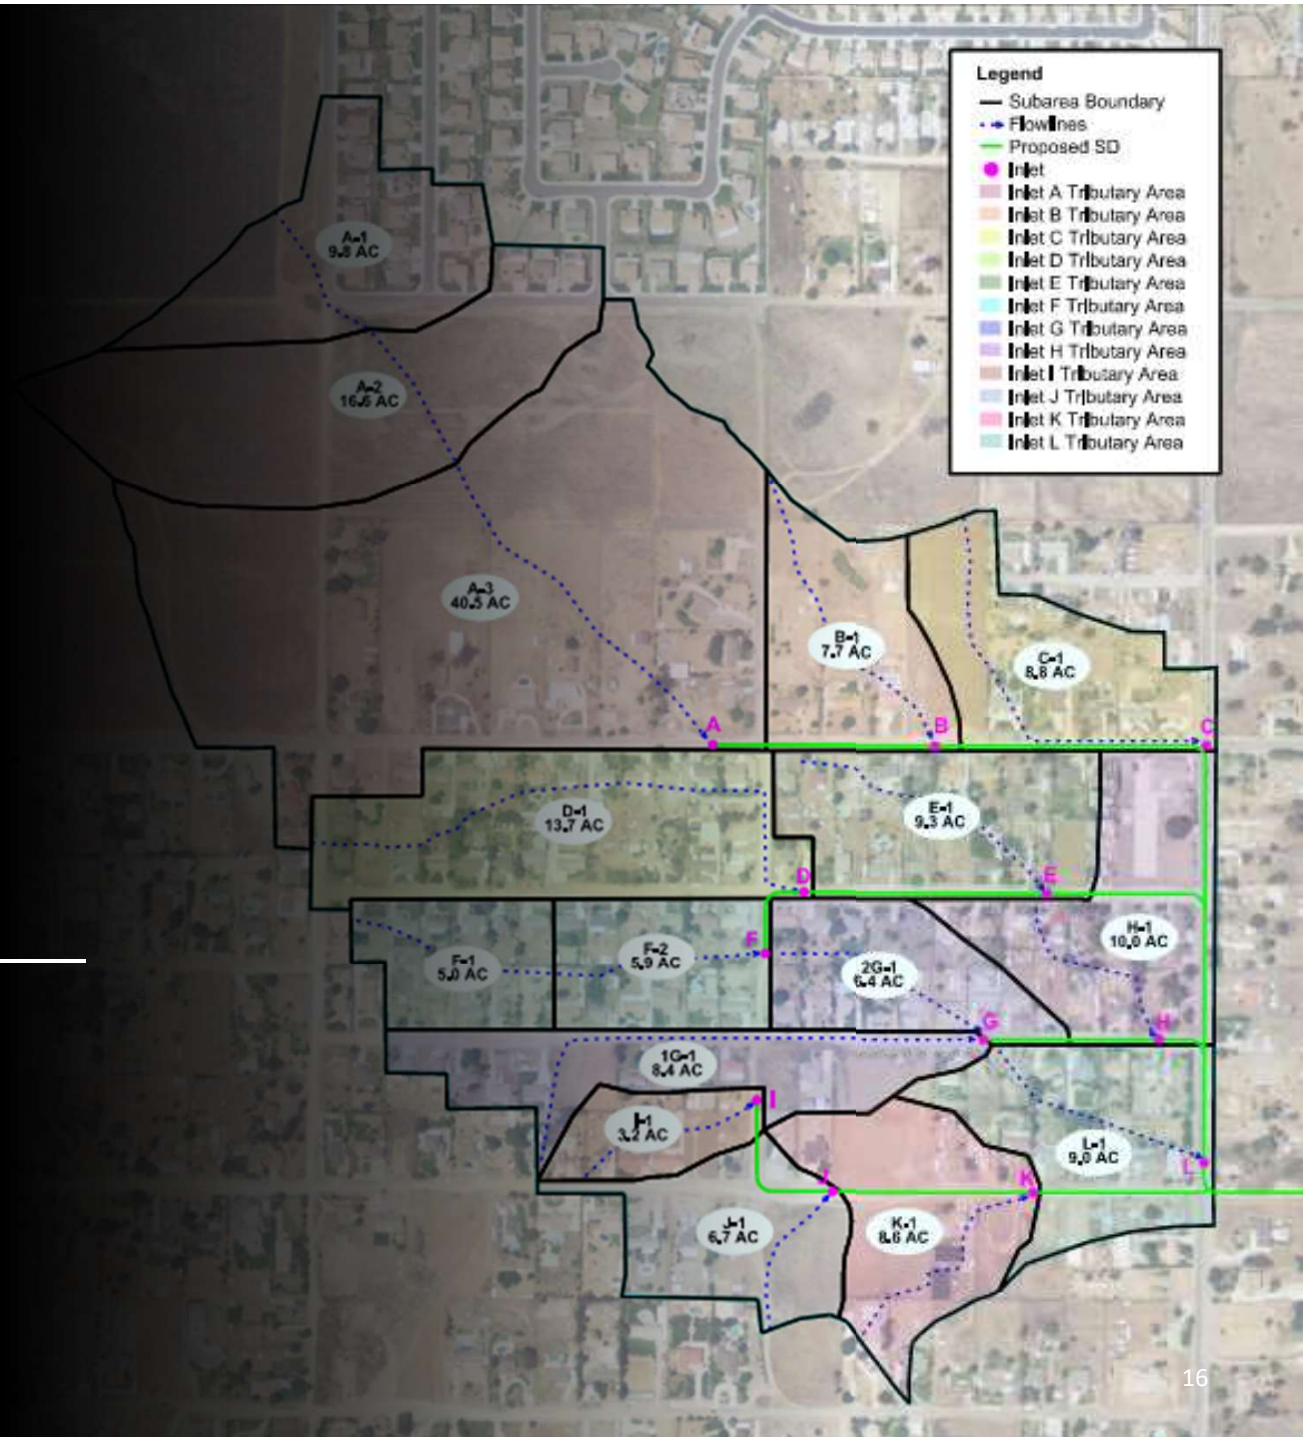 Legend
Subarea Boundary
Flowlines
Proposed SD
Inlet
Inlet A Tributary Area
Inlet B Tributary Area
Inlet C Tributary Area
Inlet D Tributary Area
Inlet E Tributary Area
Inlet F Tributary Area
Inlet G Tributary Area
Inlet H Tributary Area
Inlet I Tributary Area
Inlet J Tributary Area
Inlet K Tributary Area
Inlet L Tributary Area
A-1
9.8 AC
A-2
16.6 AC
A-3
40.5 AC
B-1
7.7 AC
C-1
8.8 AC
A
B
C
D-1
13.7 AC
E-1
9.3 AC
D
E
F-1
5.0 AC
F-2
5.9 AC
F
2G-1
6.4 AC
H-1
10.0 AC
G
H
1G-1
8.4 AC
I
I-1
3.2 AC
L-1
9.0 AC
L
J
K
J-1
6.7 AC
K-1
8.6 AC
16